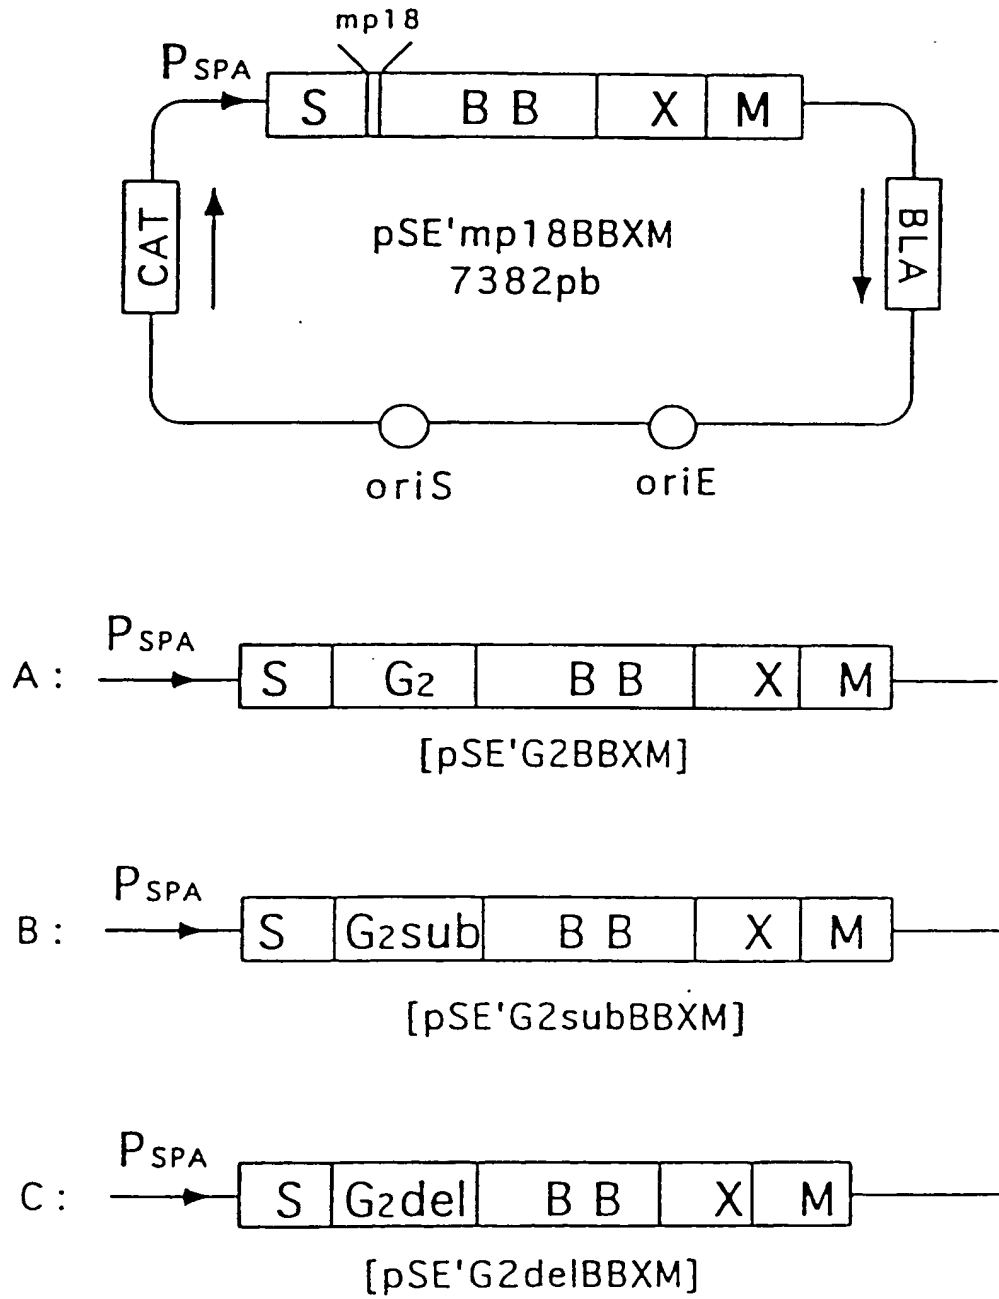 mp18
PSPA
S BB X M
CAT
pSE'mp18BBXM
7382pb
BLA
oriS
oriE
PSPA
A: S G2 BB X M
[pSE'G2BBXM]
PSPA
B: S G2sub BB X M
[pSE'G2subBBXM]
PSPA
C: S G2del BB X M
[pSE'G2delBBXM]